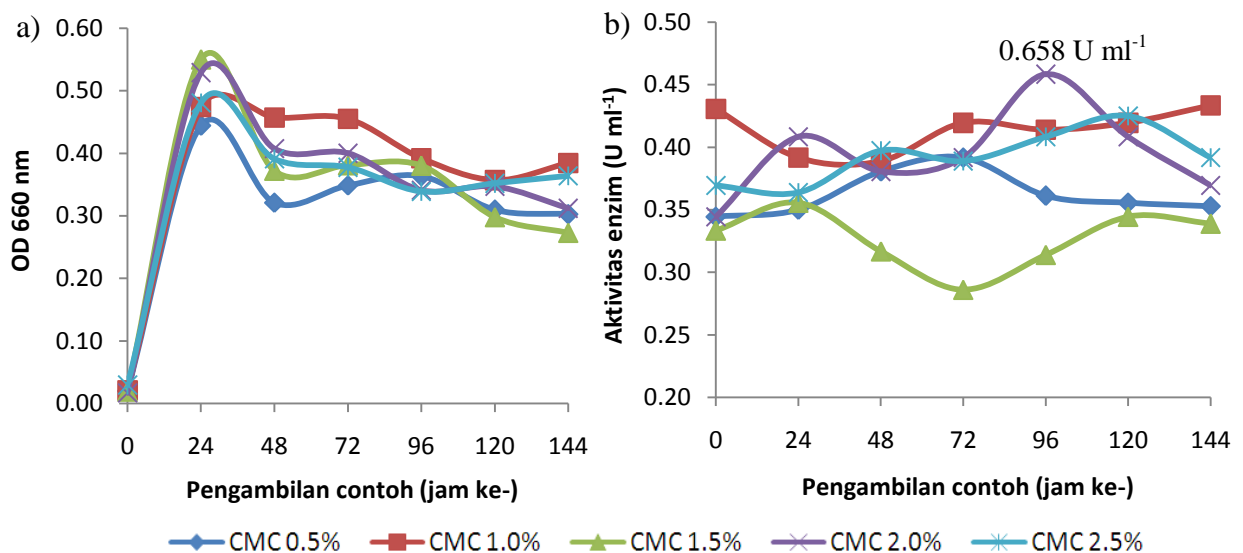 a)
OD 660 nm
0.60
0.50
0.40
0.30
0.20
0.10
0.00
0 24 48 72 96 120 144
Pengambilan contoh (jam ke-)
b)
Aktivitas enzim (U ml-1)
0.50
0.45
0.40
0.35
0.30
0.25
0.20
0.658 U ml-1
0 24 48 72 96 120 144
Pengambilan contoh (jam ke-)
CMC 0.5% CMC 1.0% CMC 1.5% CMC 2.0% CMC 2.5%